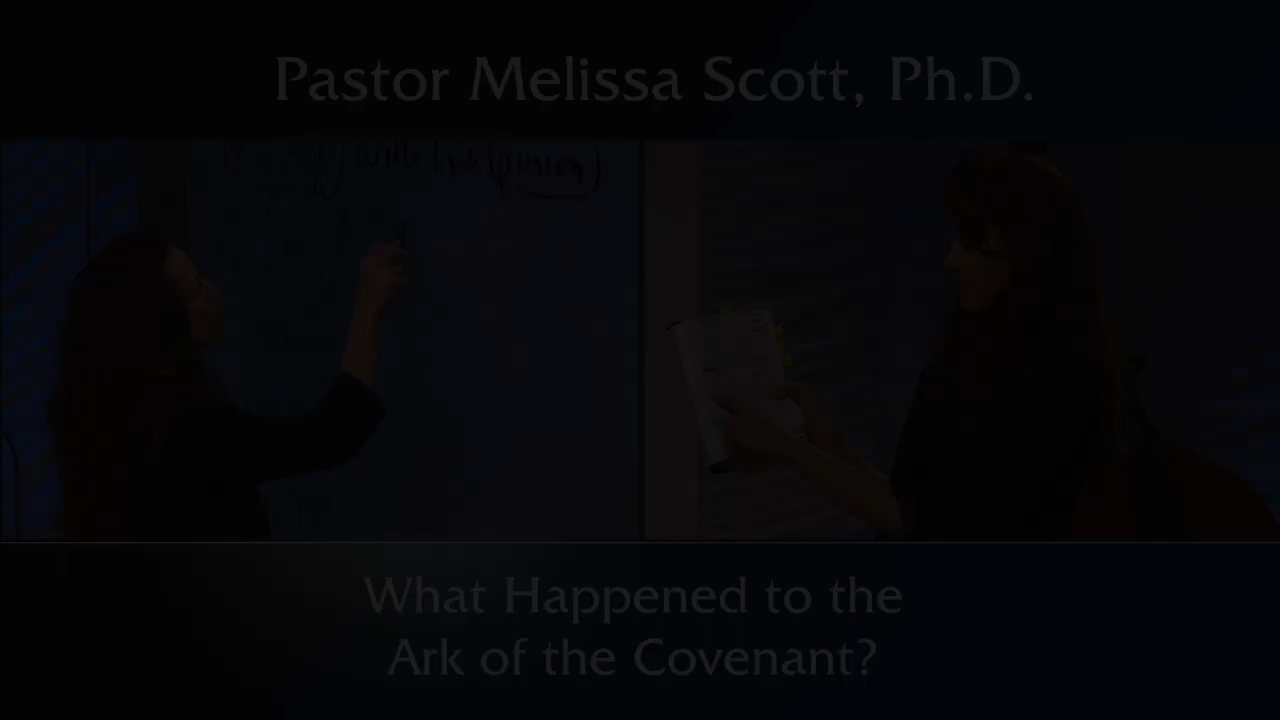 Pastor Melissa Scott, Ph.D.
What Happened to the
Ark of the Covenant?